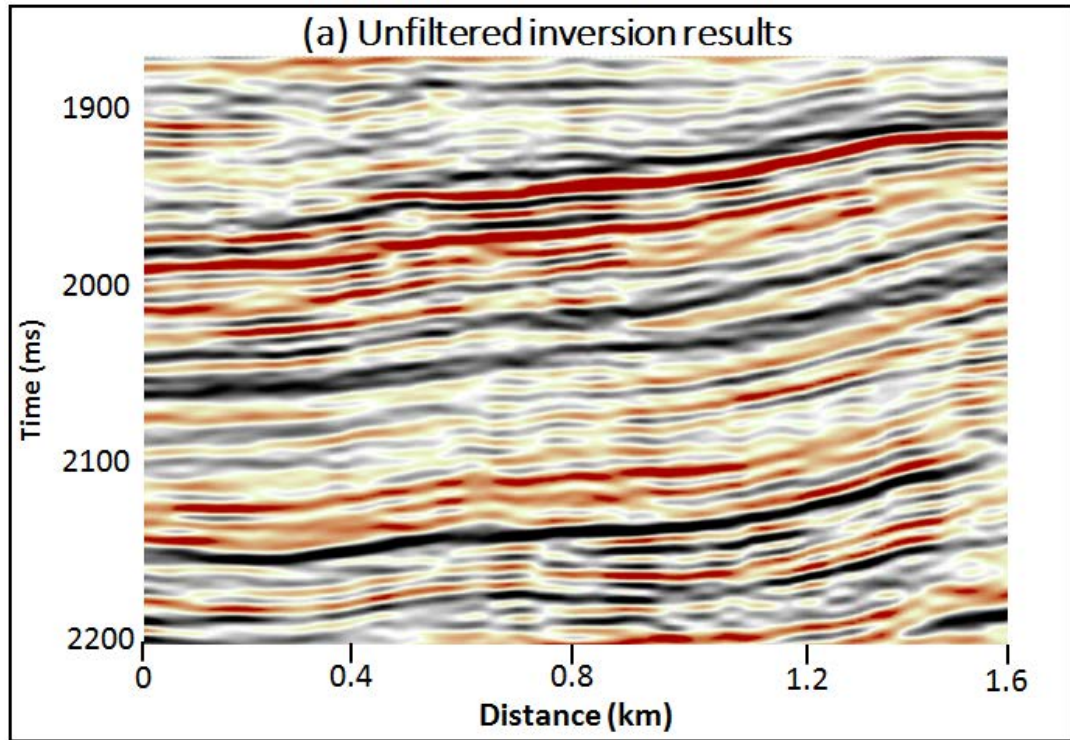 (a) Unfiltered inversion results
1900
2000
Time (ms)
2100
2200
0 0.4 0.8 1.2 1.6
Distance (km)